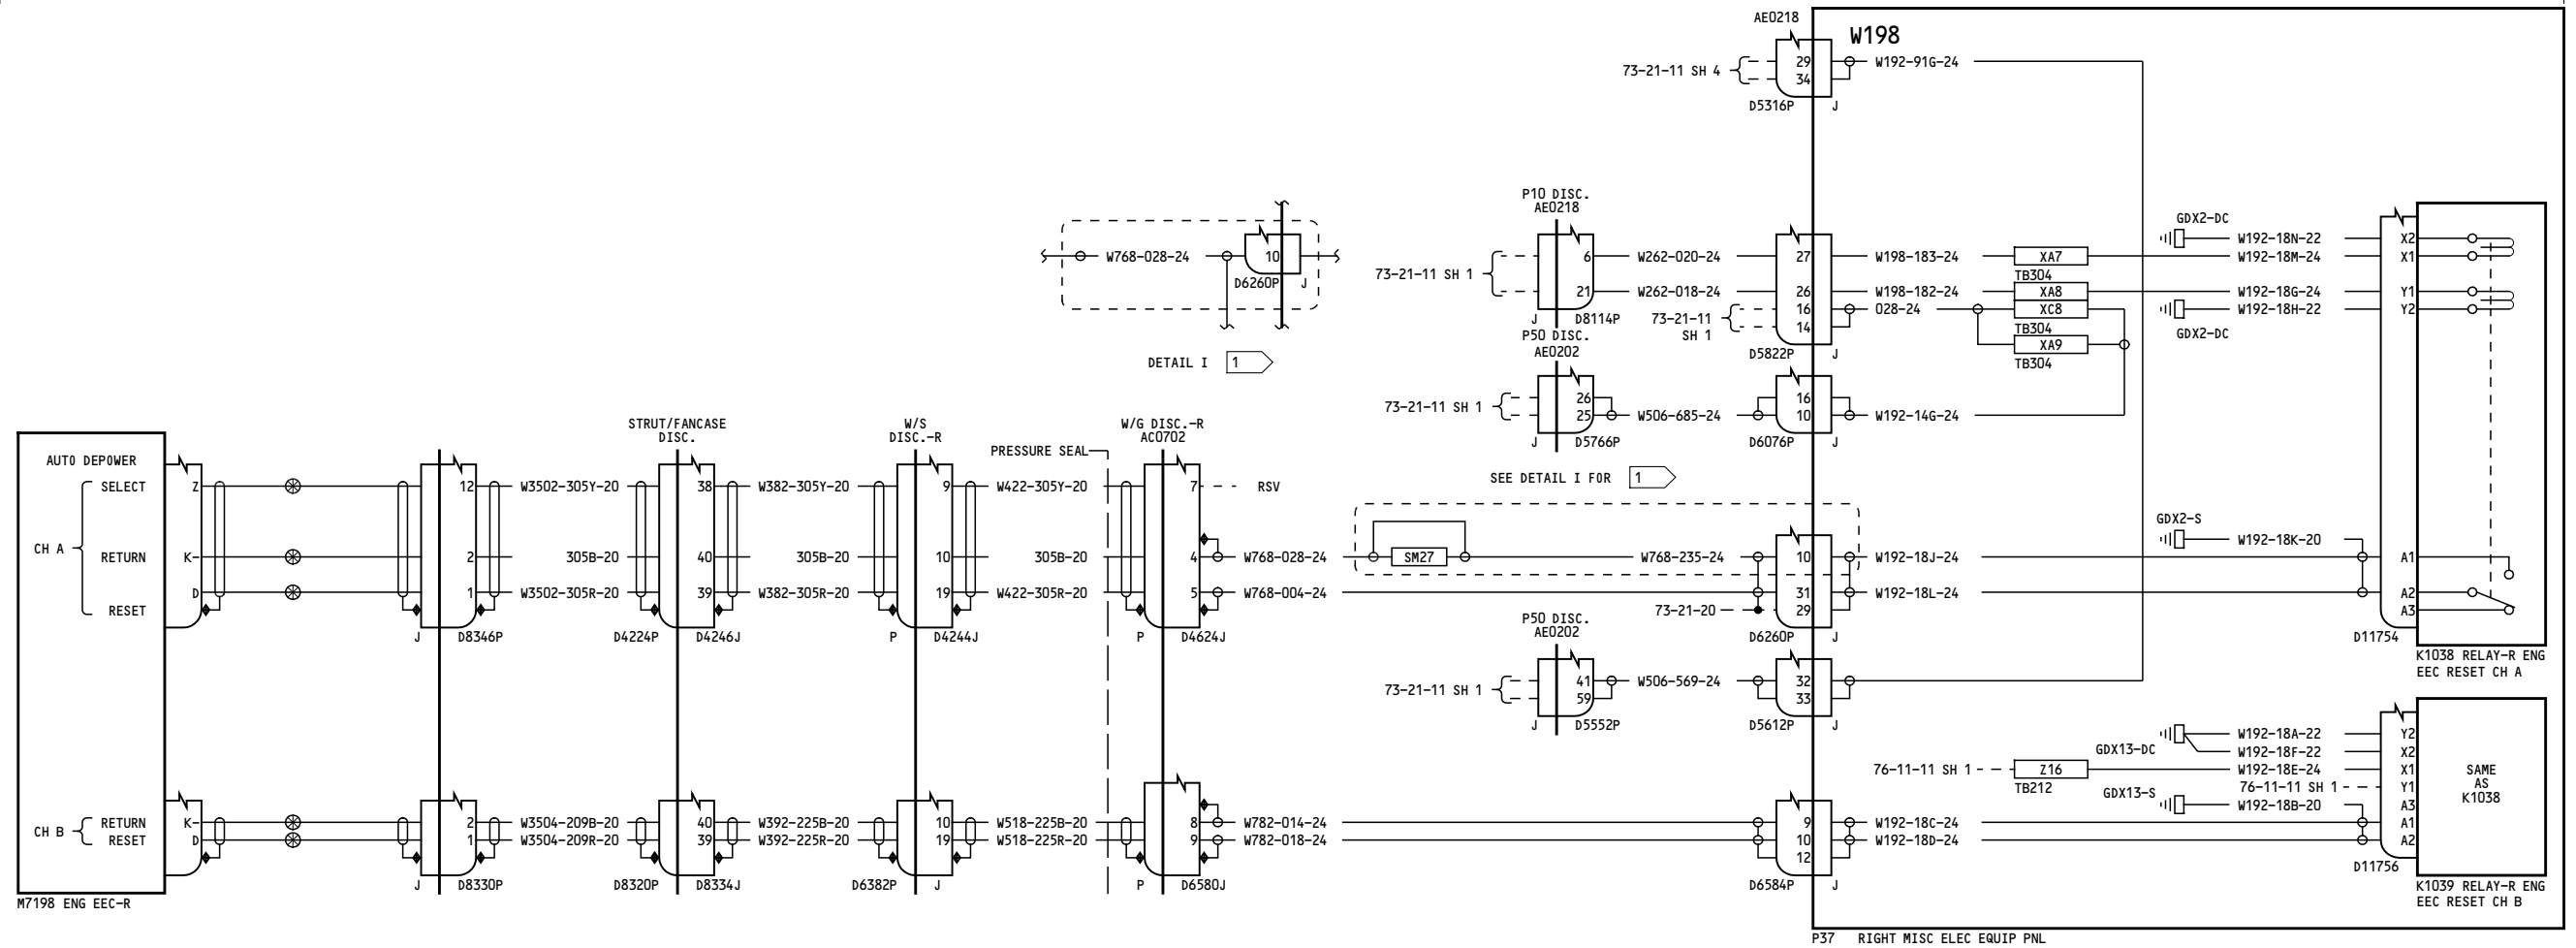 AE0218
W198
29
W192-91G-24
73-21-11 SH 4
34
D5316P
J
P10 DISC.
AE0218
GDX2-DC
W768-028-24
10
6
W262-020-24
27
W198-183-24
XA7
W192-18N-22
X2
W192-18M-24
X1
D6260P
J
73-21-11 SH 1
TB304
21
W262-018-24
26
W198-182-24
XA8
W192-18G-24
Y1
16
028-24
XC8
W192-18H-22
Y2
J
D8114P
73-21-11
SH 1
14
TB304
GDX2-DC
P50 DISC.
AE0202
D5822P
J
XA9
TB304
DETAIL I
1
73-21-11 SH 1
26
25
W506-685-24
16
10
W192-14G-24
J
D5766P
D6076P
J
STRUT/FANCASE
DISC.
W/S
DISC.-R
W/G DISC.-R
AC0702
PRESSURE SEAL
AUTO DEPOWER
SEE DETAIL I FOR
1
SELECT
Z
12
W3502-305Y-20
38
W382-305Y-20
9
W422-305Y-20
7
RSV
GDX2-S
W192-18K-20
CH A
RETURN
K-
2
305B-20
40
305B-20
10
305B-20
4
W768-028-24
SM27
W768-235-24
10
W192-18J-24
A1
D
1
W3502-305R-20
39
W382-305R-20
19
W422-305R-20
5
W768-004-24
31
W192-18L-24
A2
RESET
73-21-20
29
A3
J
D8346P
D4224P
D4246J
P
D4244J
P
D4624J
P50 DISC.
AE0202
D6260P
J
D11754
K1038 RELAY-R ENG
EEC RESET CH A
73-21-11 SH 1
41
59
W506-569-24
32
33
J
D5552P
D5612P
J
W192-18A-22
Y2
GDX13-DC
W192-18F-22
X2
76-11-11 SH 1
Z16
W192-18E-24
X1
TB212
76-11-11 SH 1
Y1
GDX13-S
W192-18B-20
A3
SAME
AS
K1038
CH B
RETURN
K-
2
W3504-209B-20
40
W392-225B-20
10
W518-225B-20
8
W782-014-24
9
W192-18C-24
A1
RESET
D
1
W3504-209R-20
39
W392-225R-20
19
W518-225R-20
9
W782-018-24
10
W192-18D-24
A2
12
D11756
J
D8330P
D8320P
D8334J
D6382P
J
P
D6580J
D6584P
J
K1039 RELAY-R ENG
EEC RESET CH B
M7198 ENG EEC-R
P37 RIGHT MISC ELEC EQUIP PNL